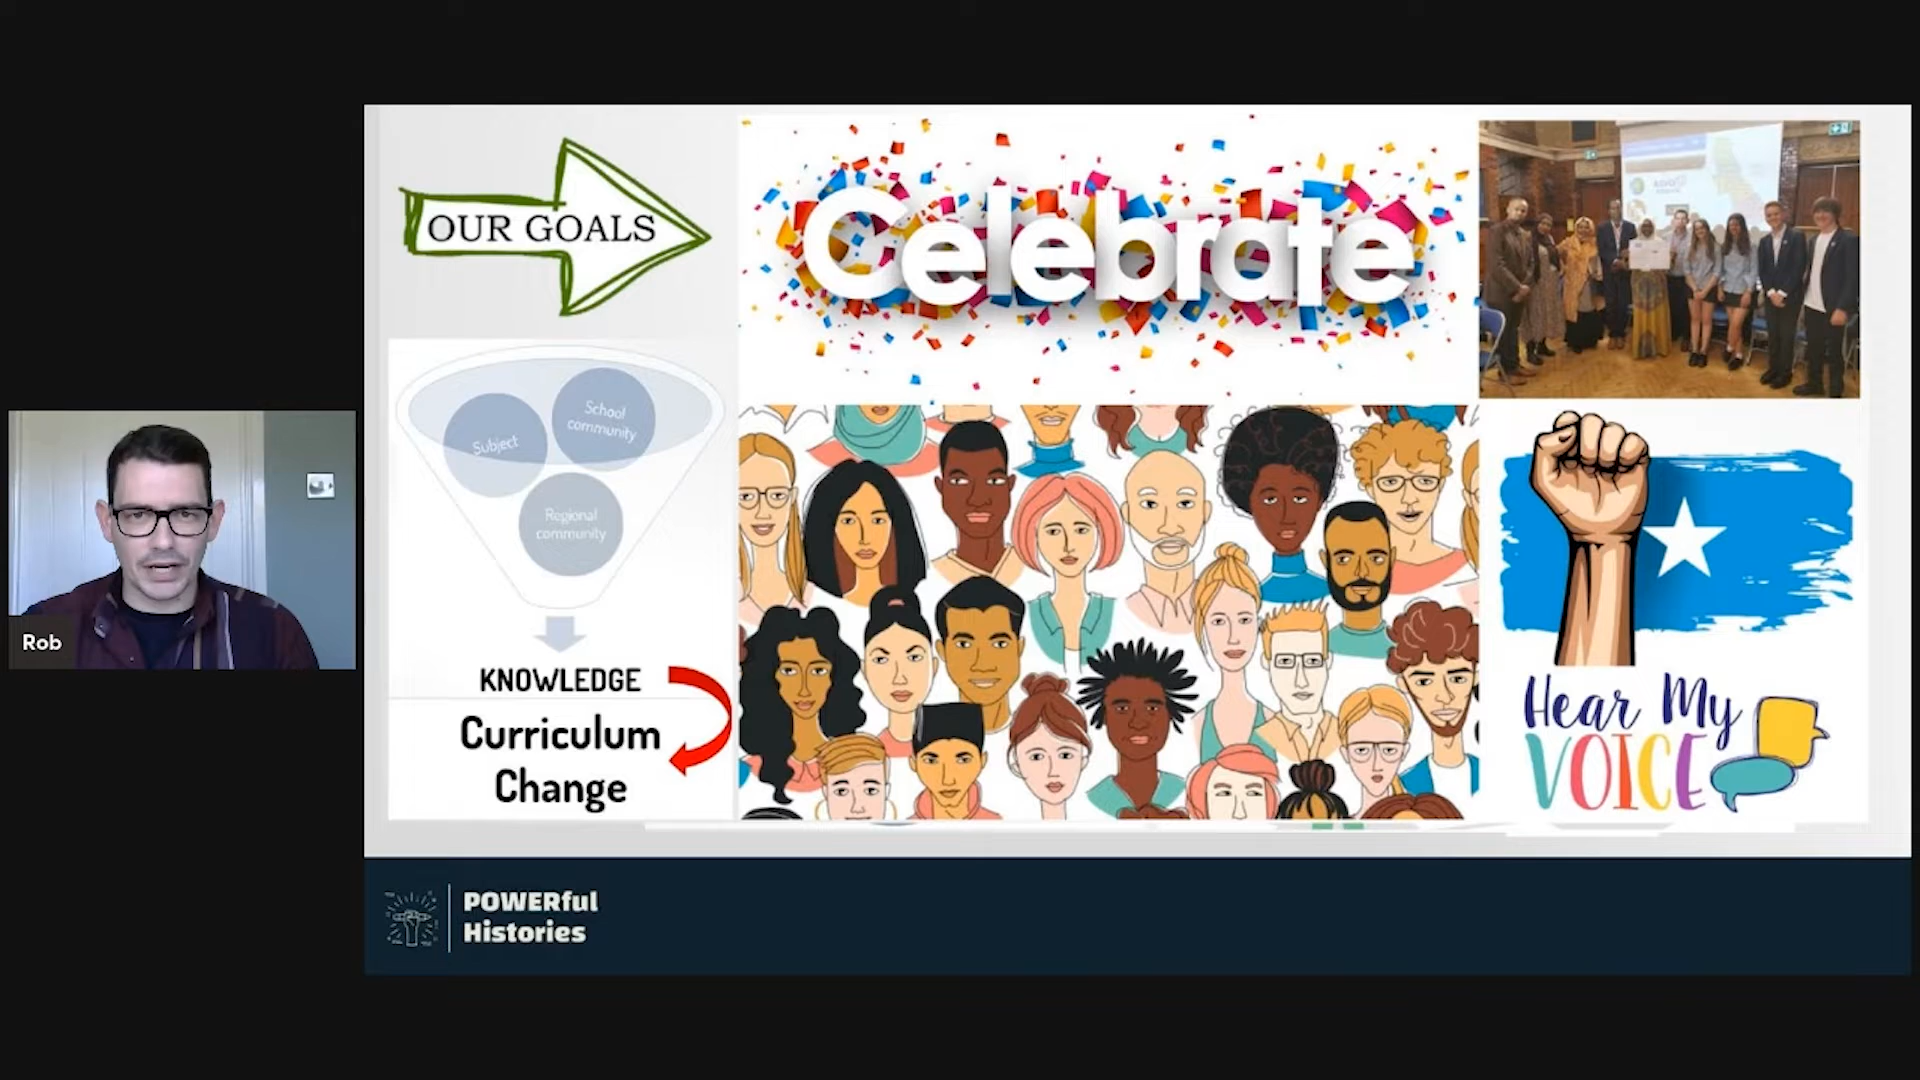 OUR GOALS
Celebrate
Subject
School
community
Regional
community
KNOWLEDGE
Curriculum
Change
Hear My
VOICE
Rob
POWERful
Histories